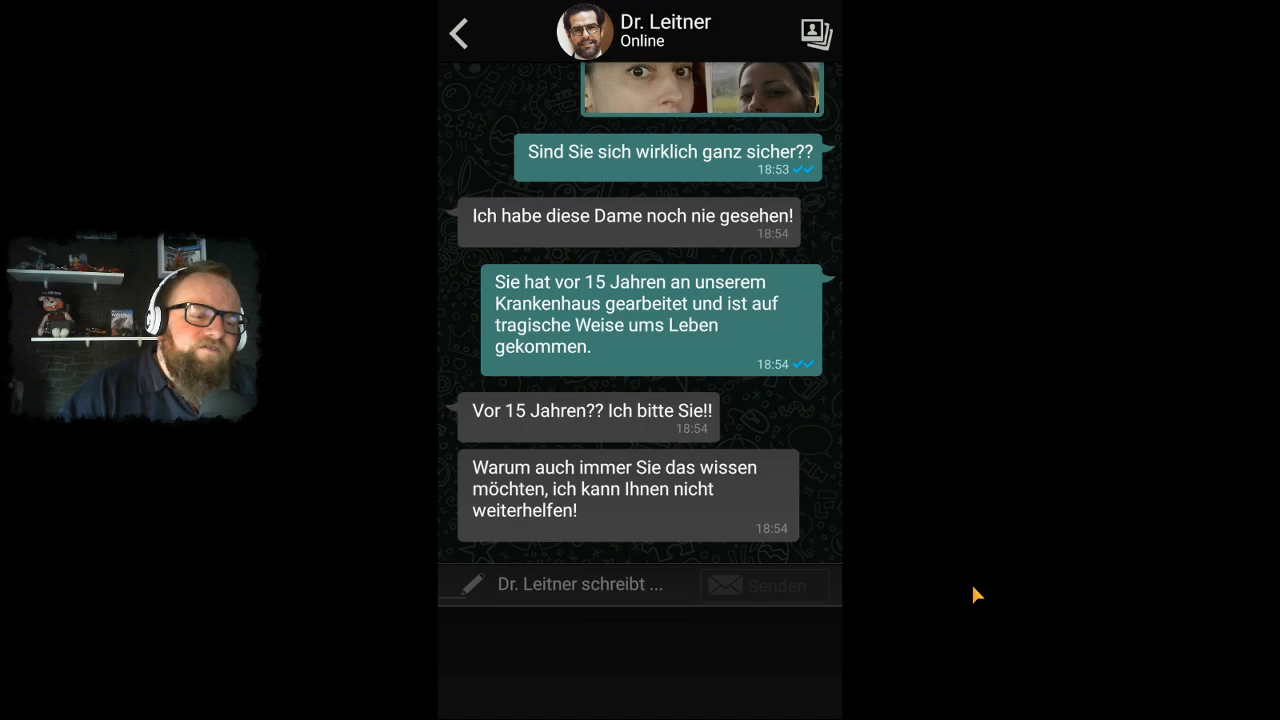 Dr. Leitner
Online
Sind Sie sich wirklich ganz sicher??
18:53
Ich habe diese Dame noch nie gesehen!
18:54
Sie hat vor 15 Jahren an unserem
Krankenhaus gearbeitet und ist auf
tragische Weise ums Leben
gekommen.
18:54
Vor 15 Jahren?? Ich bitte Sie!!
18:54
Warum auch immer Sie das wissen
möchten, ich kann Ihnen nicht
weiterhelfen!
18:54
Dr. Leitner schreibt ...
Senden